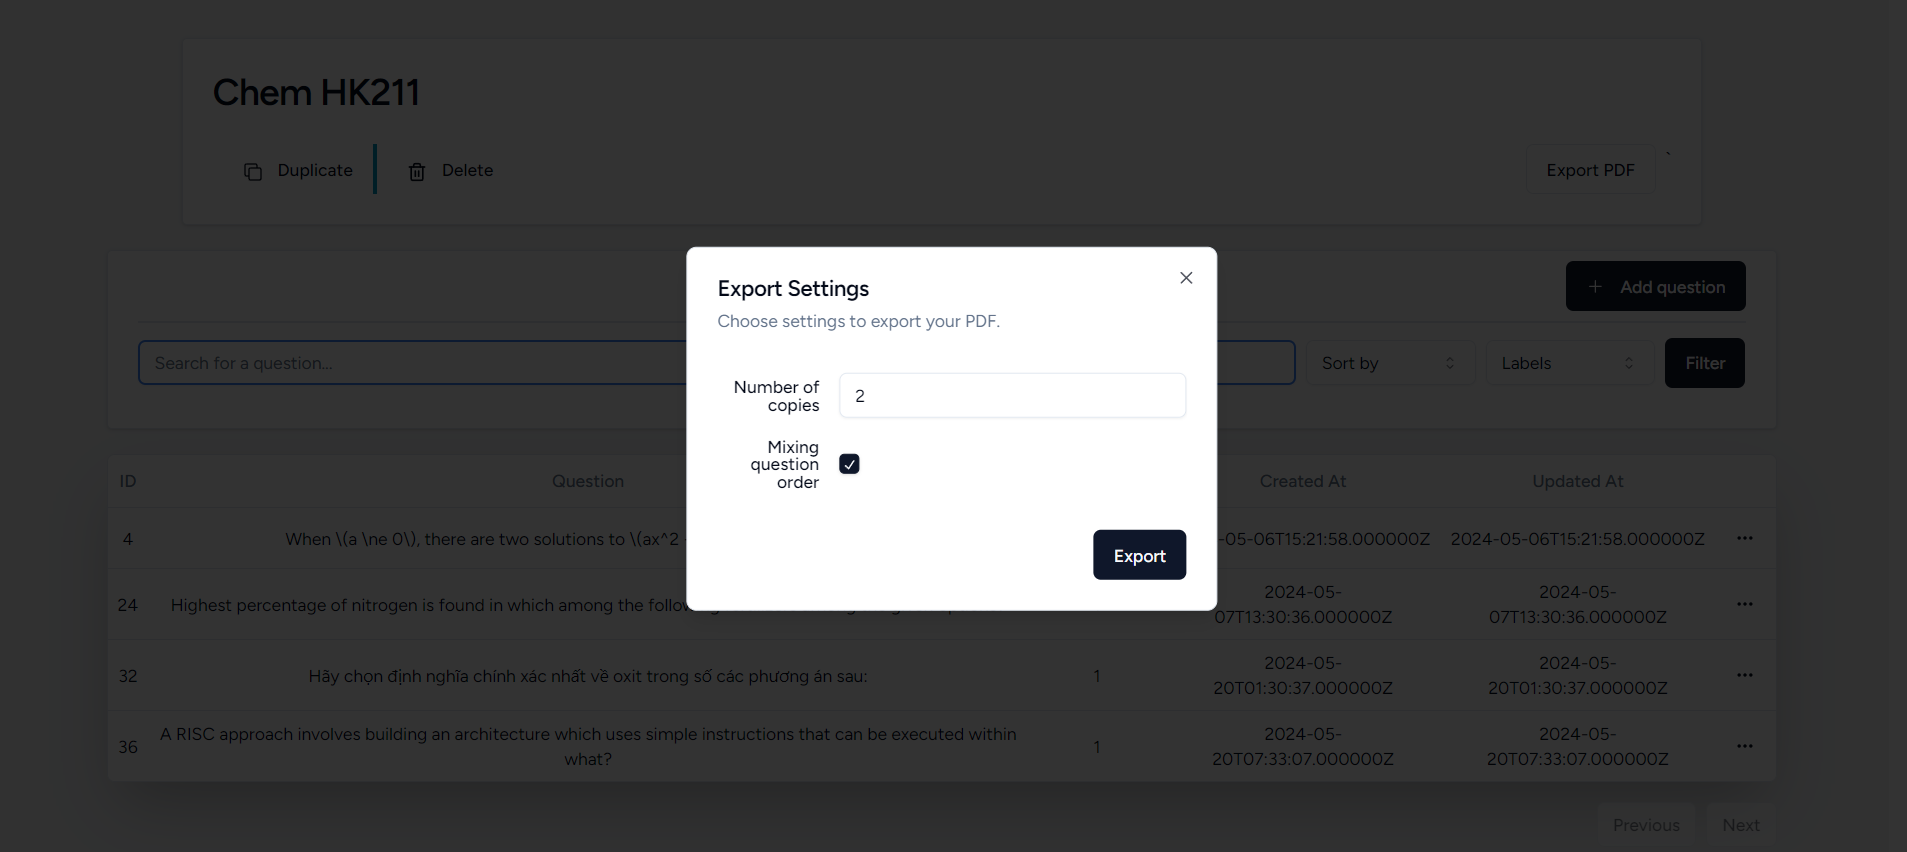 Chem HK211
Duplicate
Delete
Export PDF
`
Add question
Search for a question...
Sort by
Labels
Filter
Export Settings
Choose settings to export your PDF.
Number of
copies
2
Mixing
question
order
Export
ID
Question
Created At
Updated At
4
When \(a \ne 0\), there are two solutions to \(ax^2
-05-06T15:21:58.000000Z
2024-05-06T15:21:58.000000Z
24
Highest percentage of nitrogen is found in which among the
2024-05-
07T13:30:36.000000Z
2024-05-
07T13:30:36.000000Z
32
Hãy chọn định nghĩa chính xác nhất về oxit trong số các phương án sau:
1
2024-05-
20T01:30:37.000000Z
2024-05-
20T01:30:37.000000Z
36
A RISC approach involves building an architecture which uses simple instructions that can be executed within
what?
1
2024-05-
20T07:33:07.000000Z
2024-05-
20T07:33:07.000000Z
Previous
Next